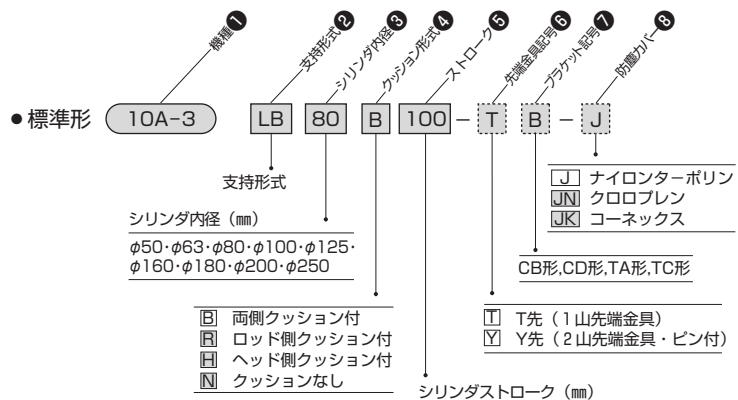 機種❶
支持形式❷
シリンダ内径❸
クッション形式❹
ストローク❺
先端金具記号❻
ブラケット記号❼
防塵カバー❽
●標準形 10A-3 LB 80 B 100 - T B - J
支持形式
シリンダ内径（㎜）
φ50･φ63･φ80･φ100･φ125･
φ160･φ180･φ200･φ250
B 両側クッション付
R ロッド側クッション付
H ヘッド側クッション付
N クッションなし
シリンダストローク（㎜）
T T先（1山先端金具）
Y Y先（2山先端金具・ピン付）
CB形,CD形,TA形,TC形
J ナイロンターポリン
JN クロロプレン
JK コーネックス